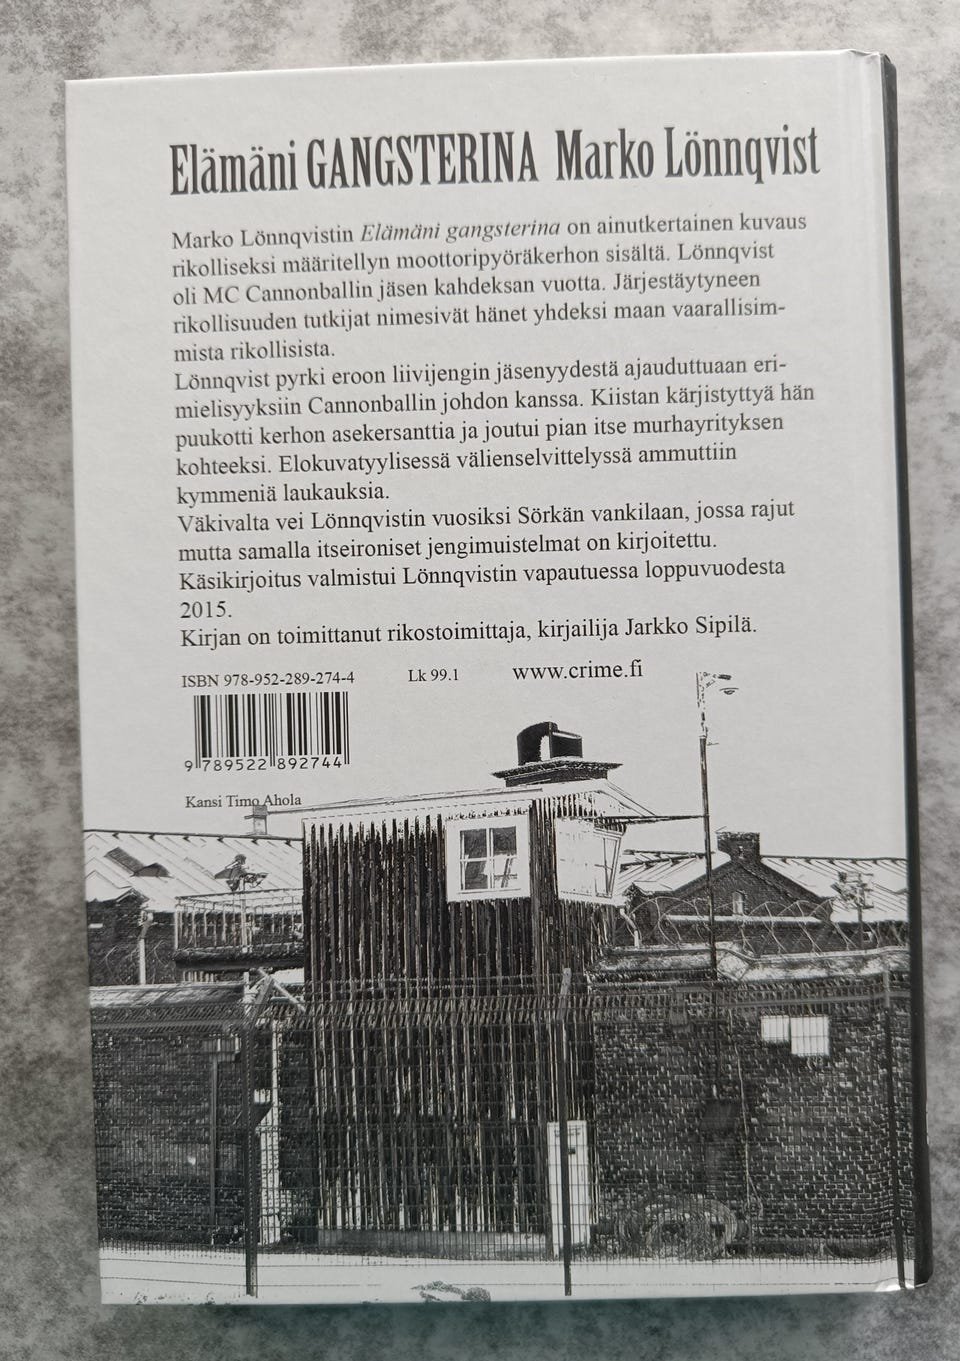 Elämäni GANGSTERINA Marko Lönnqvist
Marko Lönnqvistin Elämäni gangsterina on ainutkertainen kuvaus
rikolliseksi määritellyn moottoripyöräkerhon sisältä. Lönnqvist
oli MC Cannonballin jäsen kahdeksan vuotta. Järjestäytyneen
rikollisuuden tutkijat nimesivät hänet yhdeksi maan vaarallisim-
mista rikollisista.
Lönnqvist pyrki eroon liivijengin jäsenyydestä ajauduttuaan eri-
mielisyyksiin Cannonballin johdon kanssa. Kiistan kärjistyttyä hän
puukotti kerhon asekersanttia ja joutui pian itse murhayrityksen
kohteeksi. Elokuvatyylisessä välienselvittelyssä ammuttiin
kymmeniä laukauksia.
Väkivalta vei Lönnqvistin vuosiksi Sörkän vankilaan, jossa rajut
mutta samalla itseironiset jengimuistelmat on kirjoitettu.
Käsikirjoitus valmistui Lönnqvistin vapautuessa loppuvuodesta
2015.
Kirjan on toimittanut rikostoimittaja, kirjailija Jarkko Sipilä.
ISBN 978-952-289-274-4 Lk 99.1 www.crime.fi
9 789522 892744
Kansi Timo Ahola